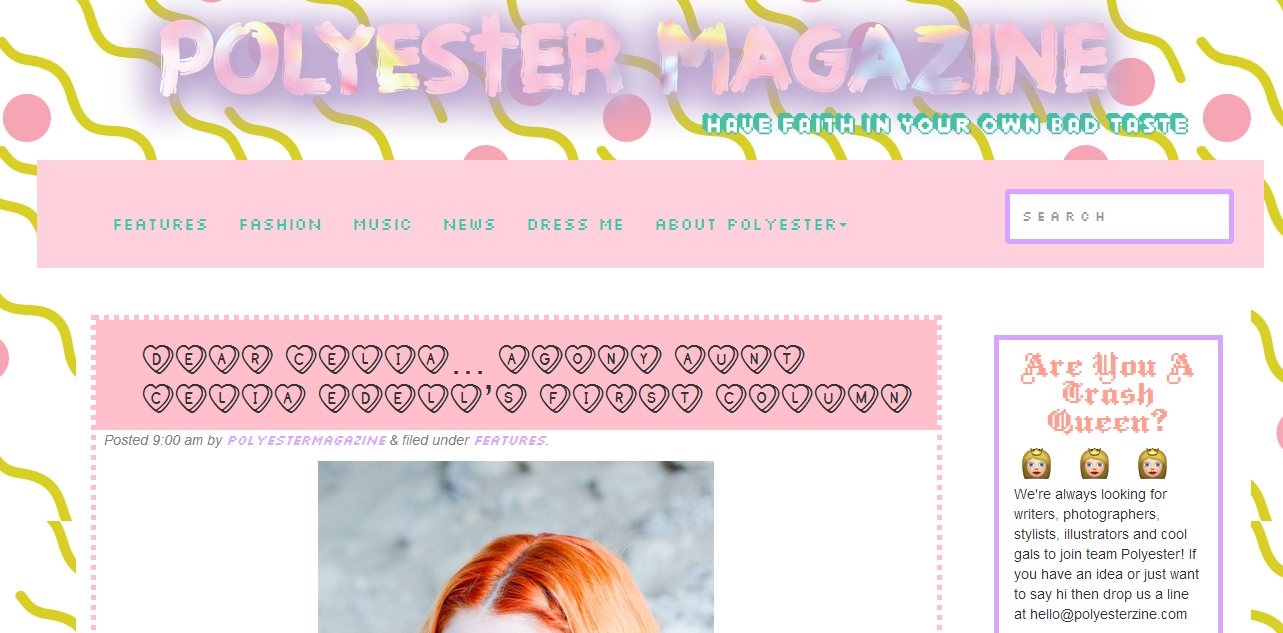 POLYESTER MAGAZINE
HAVE FAITH IN YOUR OWN BAD TASTE
FEATURES FASHION MUSIC NEWS DRESS ME ABOUT POLYESTER
SEARCH
DEAR CELIA... AGONY AUNT
CELIA EDELL'S FIRST COLUMN
Posted 9:00 am by POLYESTERMAGAZINE & filed under FEATURES.
Are You A
Trash
Queen?
We're always looking for
writers, photographers,
stylists, illustrators and cool
gals to join team Polyester! If
you have an idea or just want
to say hi then drop us a line
at hello@polyesterzine.com